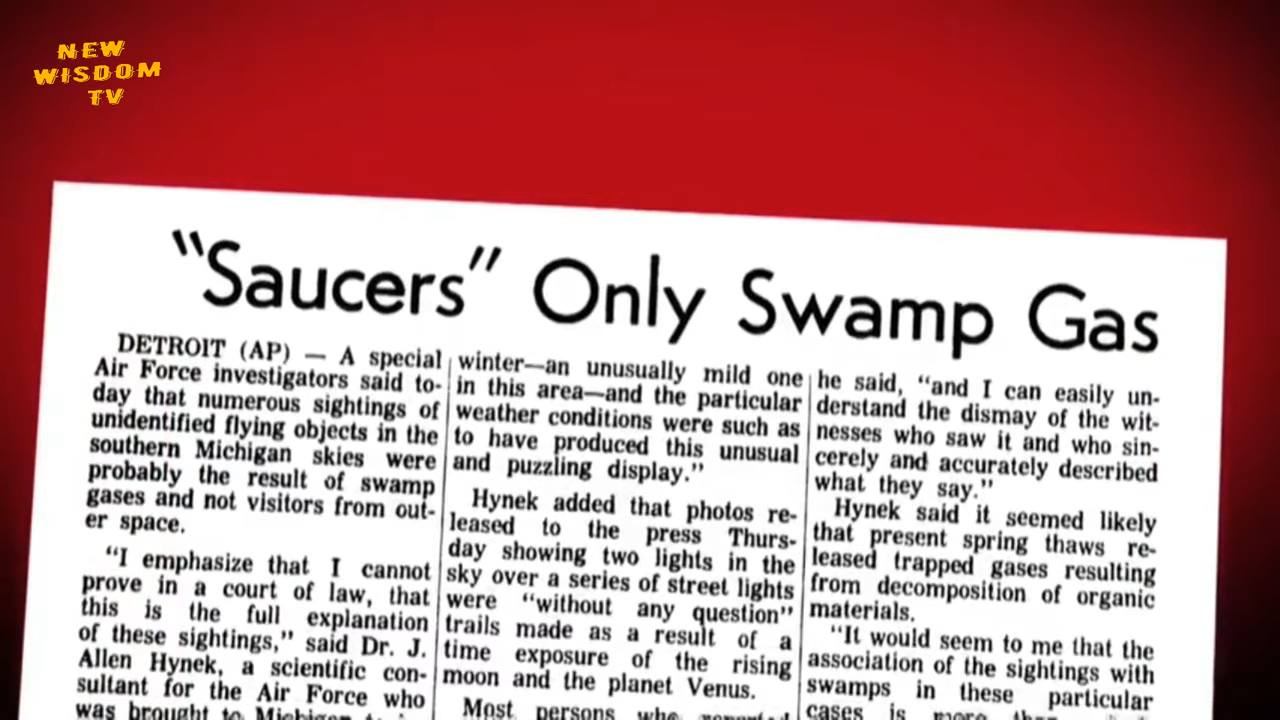 NEW
WISDOM
TV
"Saucers" Only Swamp Gas
DETROIT (AP) — A special
Air Force investigators said to-
day that numerous sightings of
unidentified flying objects in the
southern Michigan skies were
probably the result of swamp
gases and not visitors from out-
er space.
"I emphasize that I cannot
prove in a court of law, that
this is the full explanation
of these sightings," said Dr. J.
Allen Hynek, a scientific con-
sultant for the Air Force who
was brought to Michigan
winter—an unusually mild one
in this area—and the particular
weather conditions were such as
to have produced this unusual
and puzzling display."
Hynek added that photos re-
leased to the press Thurs-
day showing two lights in the
sky over a series of street lights
were "without any question"
trails made as a result of a
time exposure of the rising
moon and the planet Venus.
Most persons who reported
he said, "and I can easily un-
derstand the dismay of the wit-
nesses who saw it and who sin-
cerely and accurately described
what they say."
Hynek said it seemed likely
that present spring thaws re-
leased trapped gases resulting
from decomposition of organic
materials.
"It would seem to me that the
association of the sightings with
swamps in these particular
cases is more than